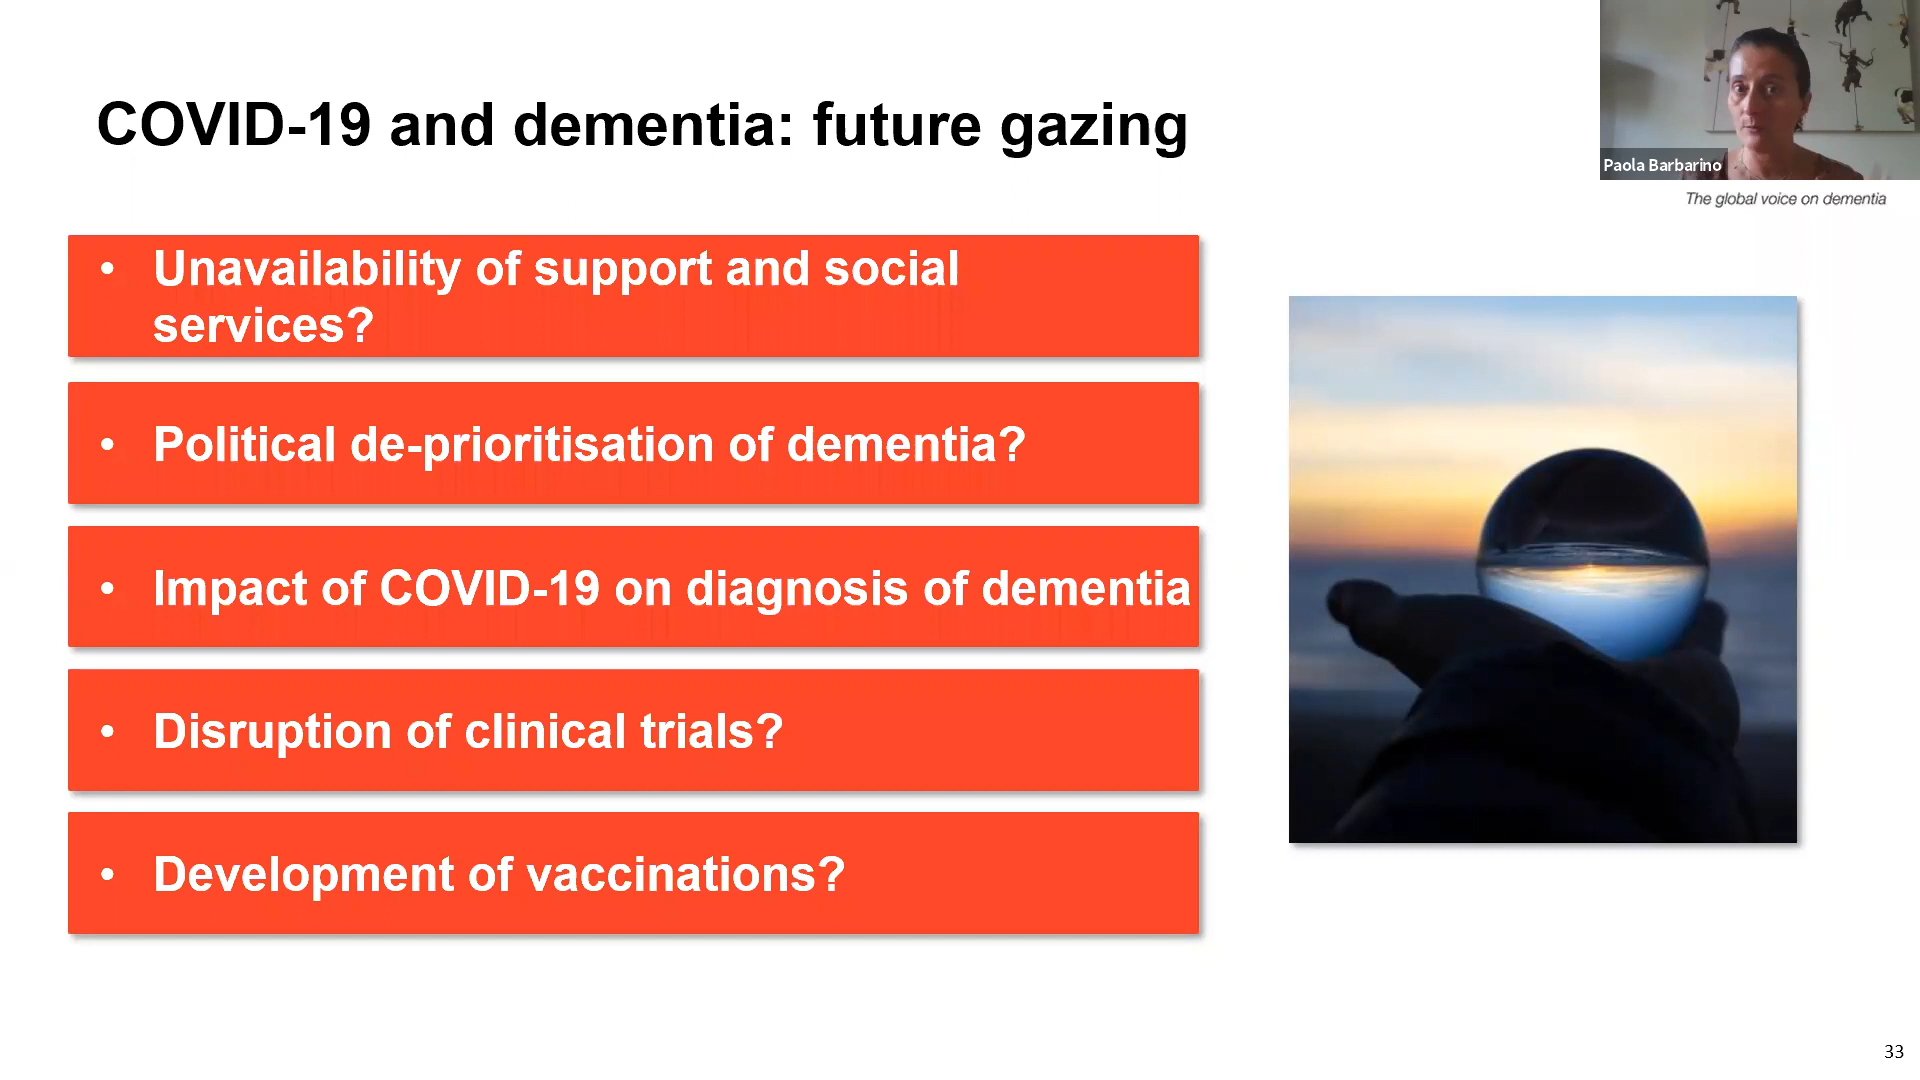 COVID-19 and dementia: future gazing
Paola Barbarino
The global voice on dementia
• Unavailability of support and social
services?
• Political de-prioritisation of dementia?
• Impact of COVID-19 on diagnosis of dementia
• Disruption of clinical trials?
• Development of vaccinations?
33